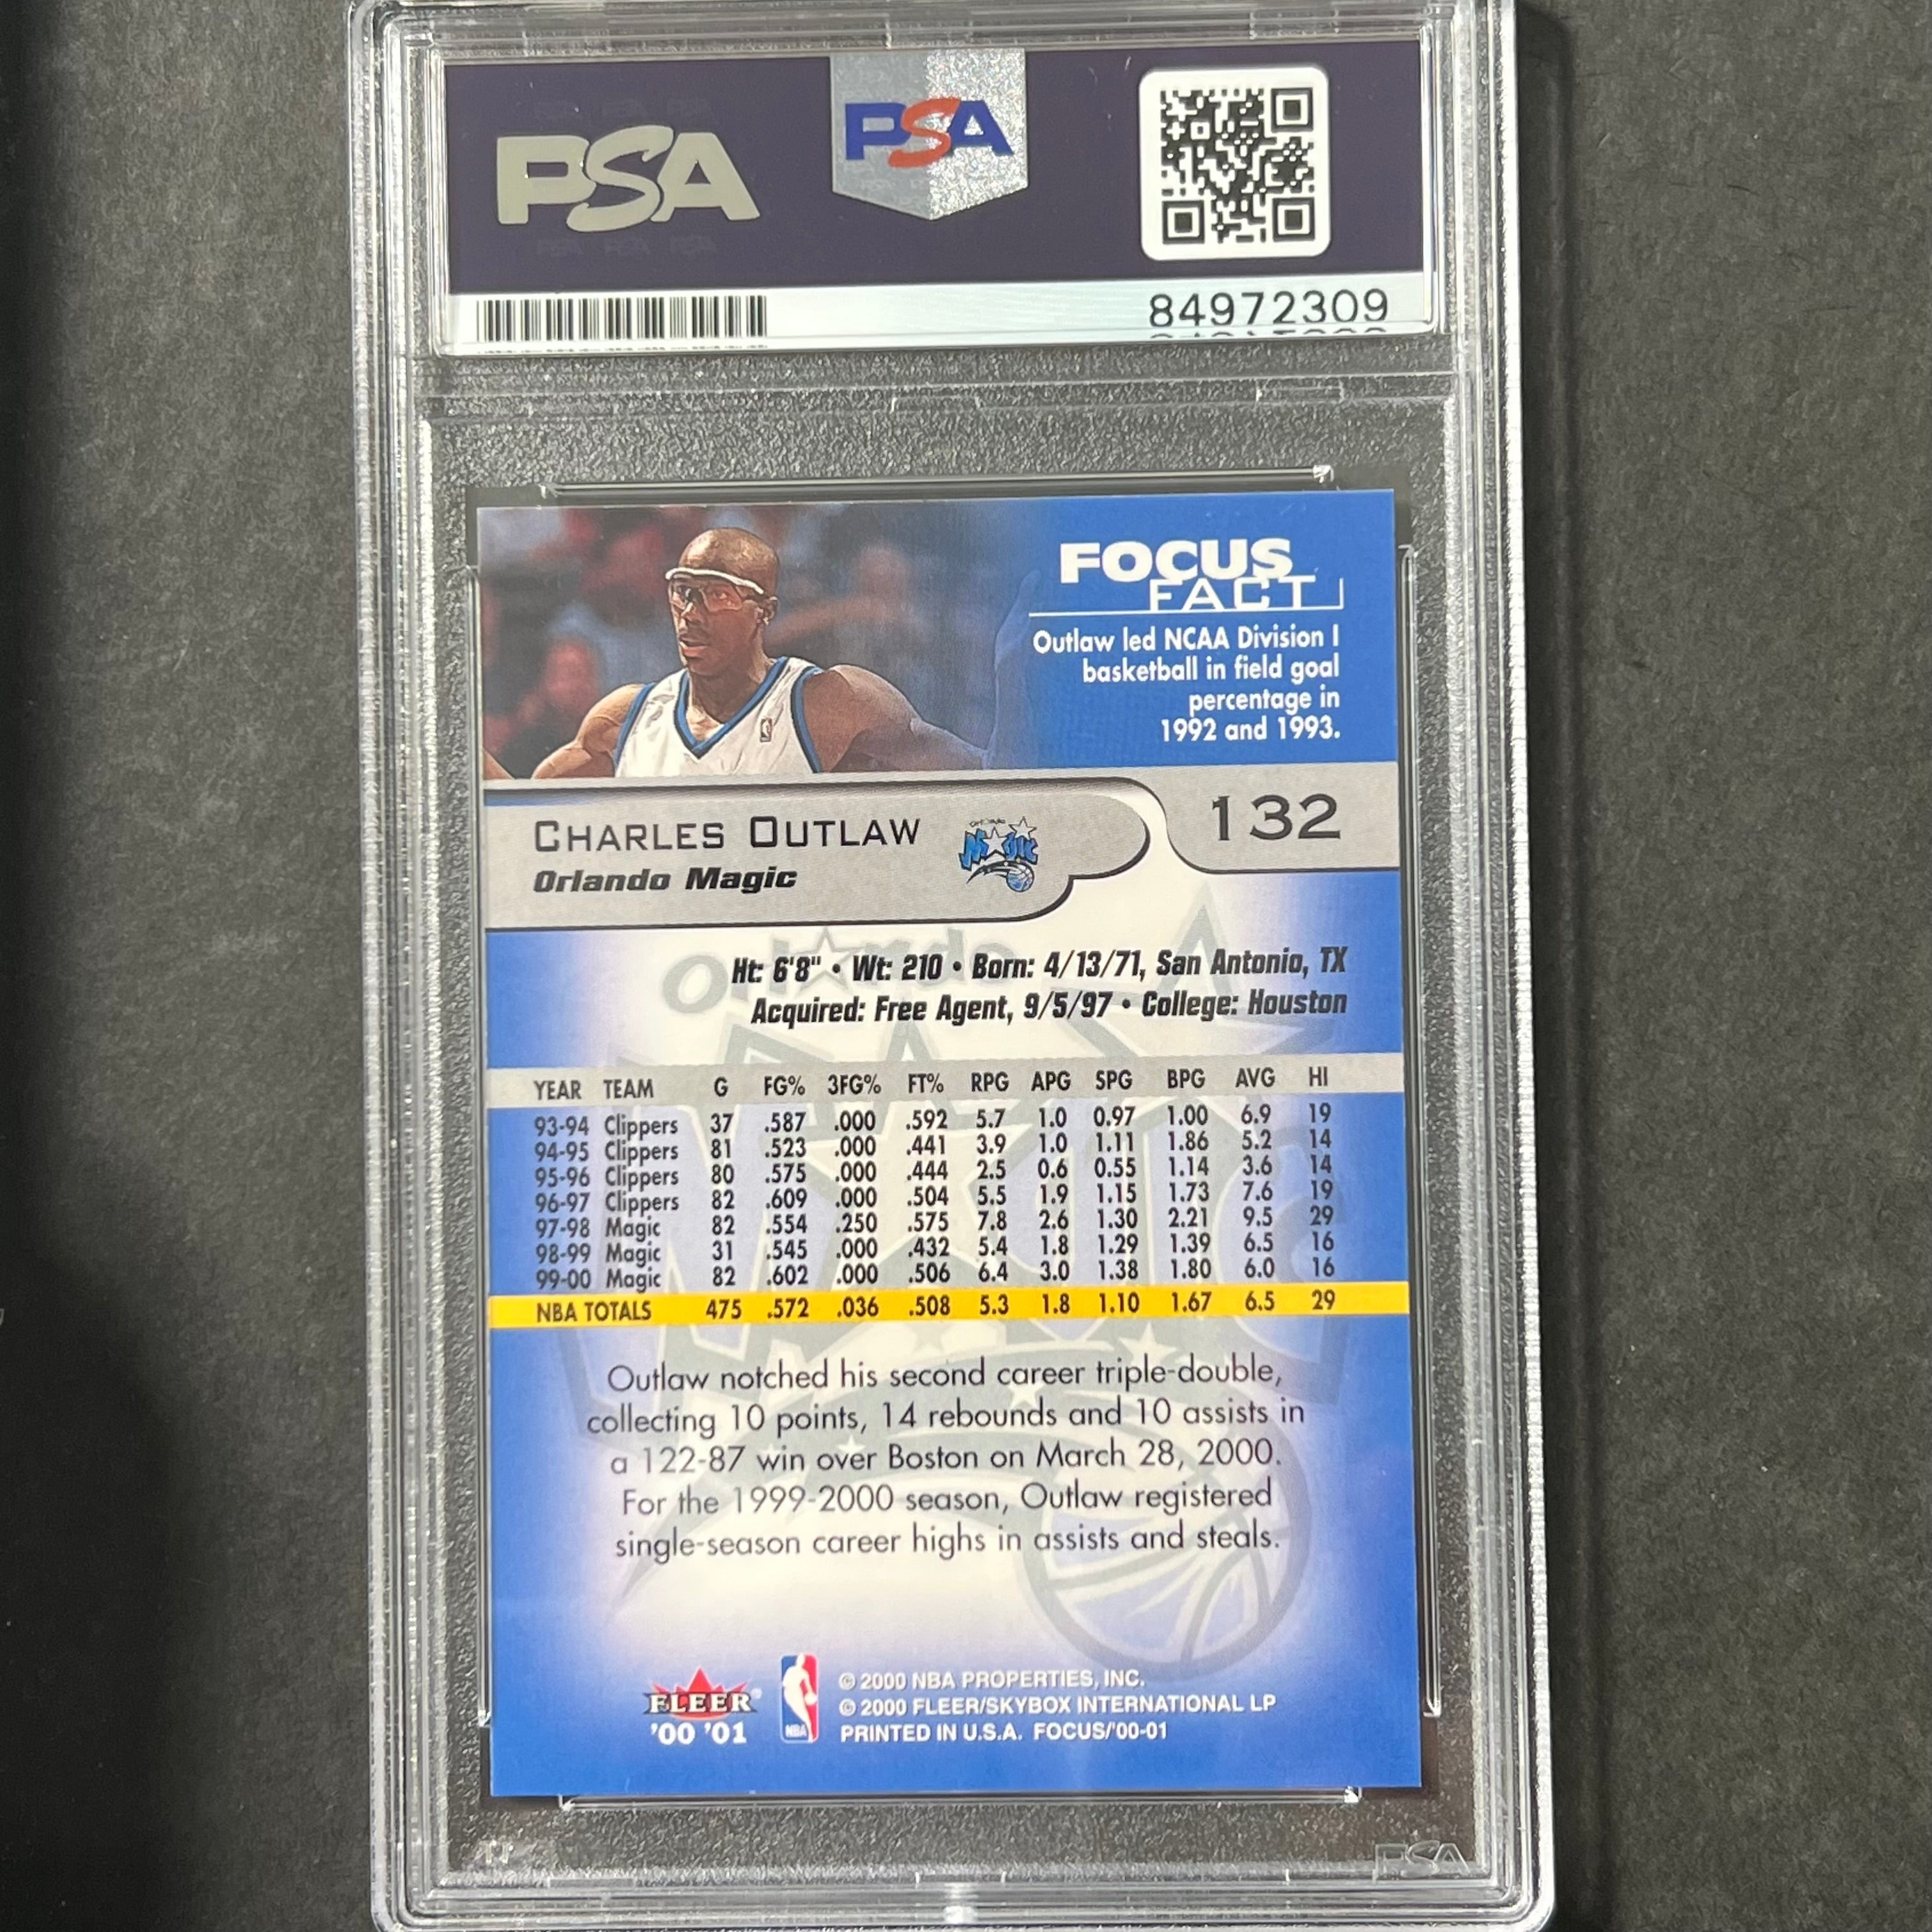 PSA
PSA
84972309
FOCUS
FACT
Outlaw led NCAA Division I
basketball in field goal
percentage in
1992 and 1993.
CHARLES OUTLAW
Orlando Magic
Orlando
Magic
132
Orlando
Ht: 6'8" • Wt: 210 • Born: 4/13/71, San Antonio, TX
Acquired: Free Agent, 9/5/97 • College: Houston
YEAR TEAM G FG% 3FG% FT% RPG APG SPG BPG AVG HI
93-94 Clippers 37 .587 .000 .592 5.7 1.0 0.97 1.00 6.9 19
94-95 Clippers 81 .523 .000 .441 3.9 1.0 1.11 1.86 5.2 14
95-96 Clippers 80 .575 .000 .444 2.5 0.6 0.55 1.14 3.6 14
96-97 Clippers 82 .609 .000 .504 5.5 1.9 1.15 1.73 7.6 19
97-98 Magic 82 .554 .250 .575 7.8 2.6 1.30 2.21 9.5 29
98-99 Magic 31 .545 .000 .432 5.4 1.8 1.29 1.39 6.5 16
99-00 Magic 82 .602 .000 .506 6.4 3.0 1.38 1.80 6.0 16
NBA TOTALS 475 .572 .036 .508 5.3 1.8 1.10 1.67 6.5 29
Outlaw notched his second career triple-double,
collecting 10 points, 14 rebounds and 10 assists in
a 122-87 win over Boston on March 28, 2000.
For the 1999-2000 season, Outlaw registered
single-season career highs in assists and steals.
FLEER®
'00 '01
NBA
© 2000 NBA PROPERTIES, INC.
© 2000 FLEER/SKYBOX INTERNATIONAL LP
PRINTED IN U.S.A. FOCUS/'00-01
PSA